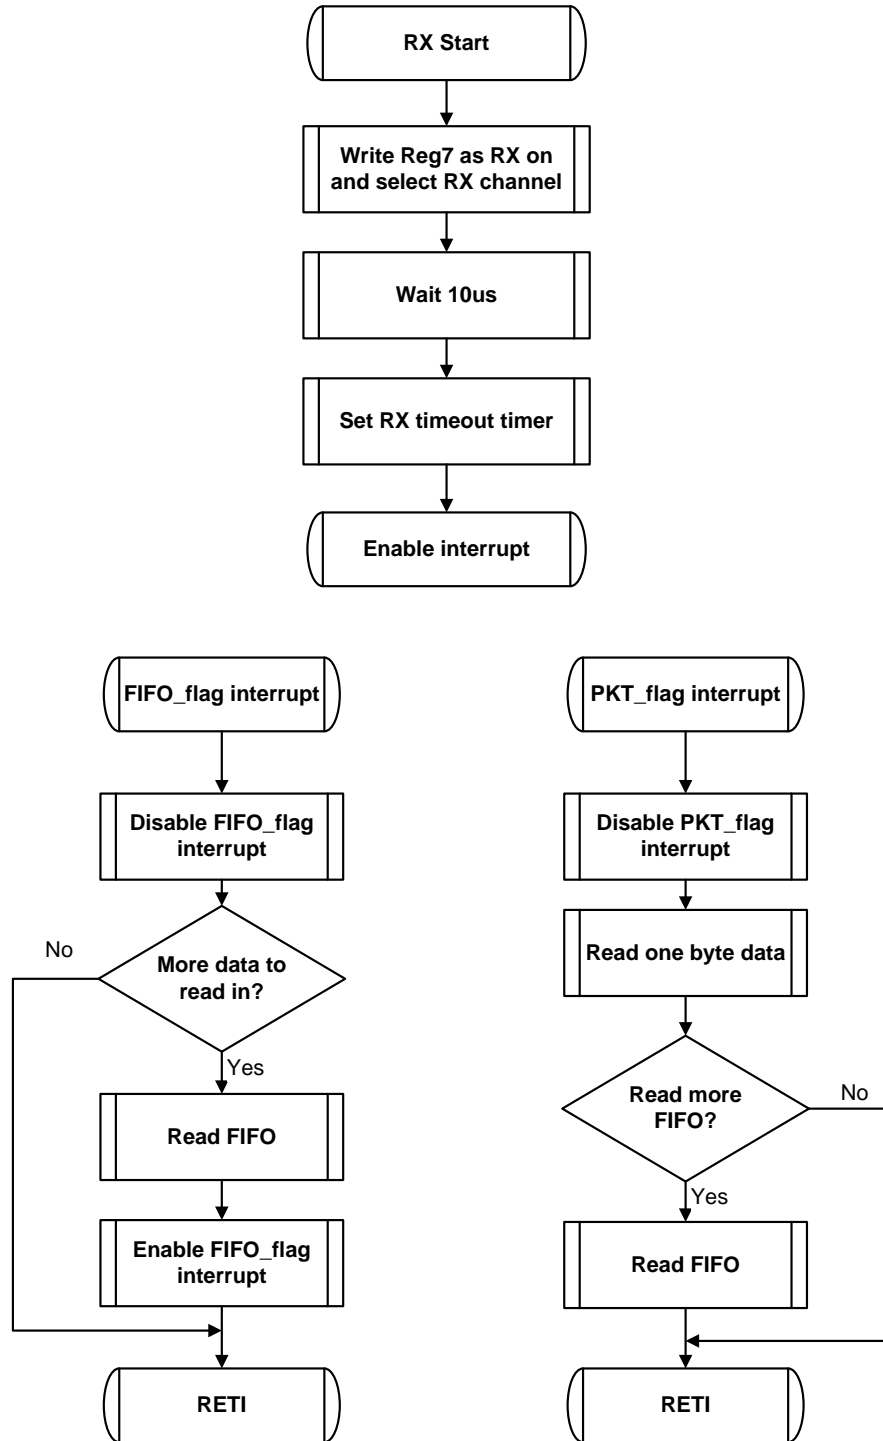 RX Start
Write Reg7 as RX on
and select RX channel
Wait 10us
Set RX timeout timer
Enable interrupt
FIFO_flag interrupt
Disable FIFO_flag
interrupt
No
More data to
read in?
Yes
Read FIFO
Enable FIFO_flag
interrupt
RETI
PKT_flag interrupt
Disable PKT_flag
interrupt
Read one byte data
Read more
FIFO?
No
Yes
Read FIFO
RETI